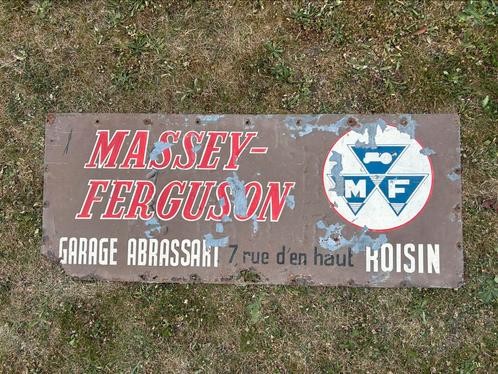 MASSEY-
FERGUSON
M F
GARAGE ABRASSART 7, rue d'en haut ROISIN